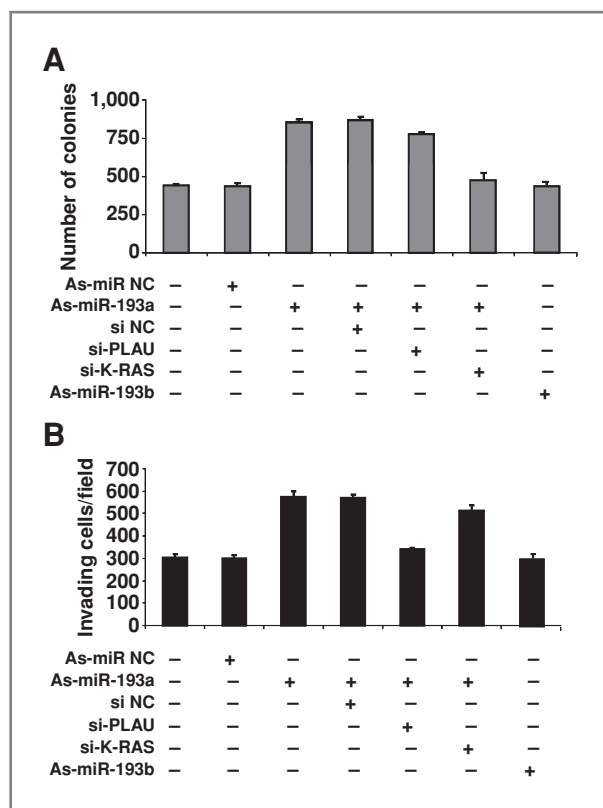 A
Number of colonies
1,000
750
500
250
0
As-miR NC – + – – – – –
As-miR-193a – – + + + + –
si NC – – – + – – –
si-PLAU – – – – + – –
si-K-RAS – – – – – + –
As-miR-193b – – – – – – +
B
Invading cells/field
700
600
500
400
300
200
100
0
As-miR NC – + – – – – –
As-miR-193a – – + + + + –
si NC – – – + – – –
si-PLAU – – – – + – –
si-K-RAS – – – – – + –
As-miR-193b – – – – – – +